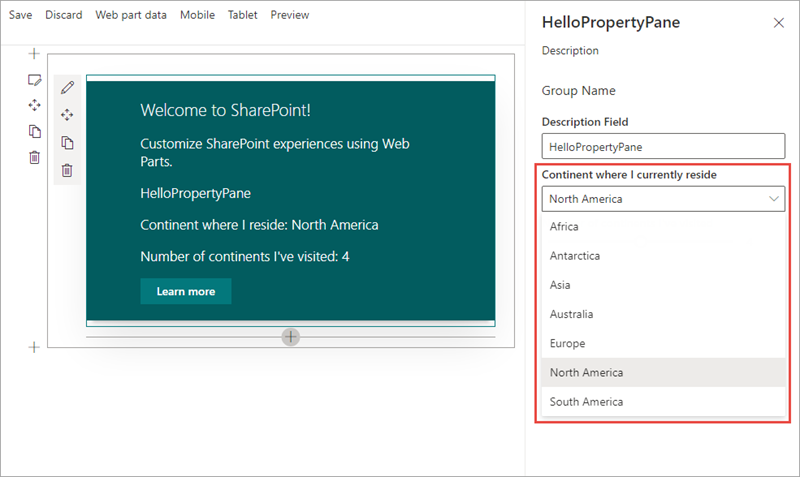 Save Discard Web part data Mobile Tablet Preview
Welcome to SharePoint!
Customize SharePoint experiences using Web
Parts.
HelloPropertyPane
Continent where I reside: North America
Number of continents I've visited: 4
Learn more
HelloPropertyPane
Description
Group Name
Description Field
HelloPropertyPane
Continent where I currently reside
North America
Africa
Antarctica
Asia
Australia
Europe
North America
South America